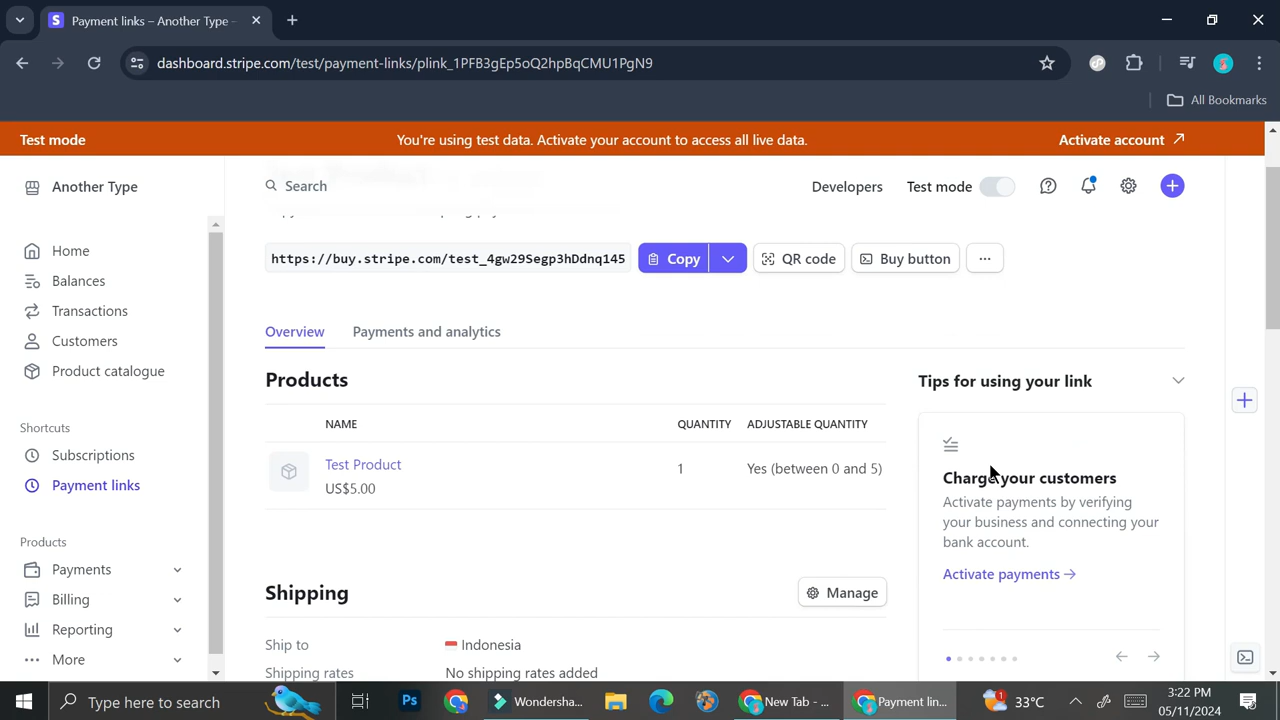 Payment links – Another Type -
dashboard.stripe.com/test/payment-links/plink_1PFB3gEp5oQ2hpBqCMU1PgN9
All Bookmarks
Test mode
You're using test data. Activate your account to access all live data.
Activate account
Another Type
Search
Developers
Test mode
Home
Balances
Transactions
Customers
Product catalogue
Shortcuts
Subscriptions
Payment links
Products
Payments
Billing
Reporting
More
https://buy.stripe.com/test_4gw29Segp3hDdnq145
Copy
QR code
Buy button
Overview
Payments and analytics
Products
NAME
QUANTITY
ADJUSTABLE QUANTITY
Test Product
1
Yes (between 0 and 5)
US$5.00
Shipping
Manage
Ship to
Indonesia
Shipping rates
No shipping rates added
Tips for using your link
Charge your customers
Activate payments by verifying
your business and connecting your
bank account.
Activate payments
Type here to search
Ps
Wondersha...
New Tab - ...
Payment lin...
1
33°C
3:22 PM
05/11/2024